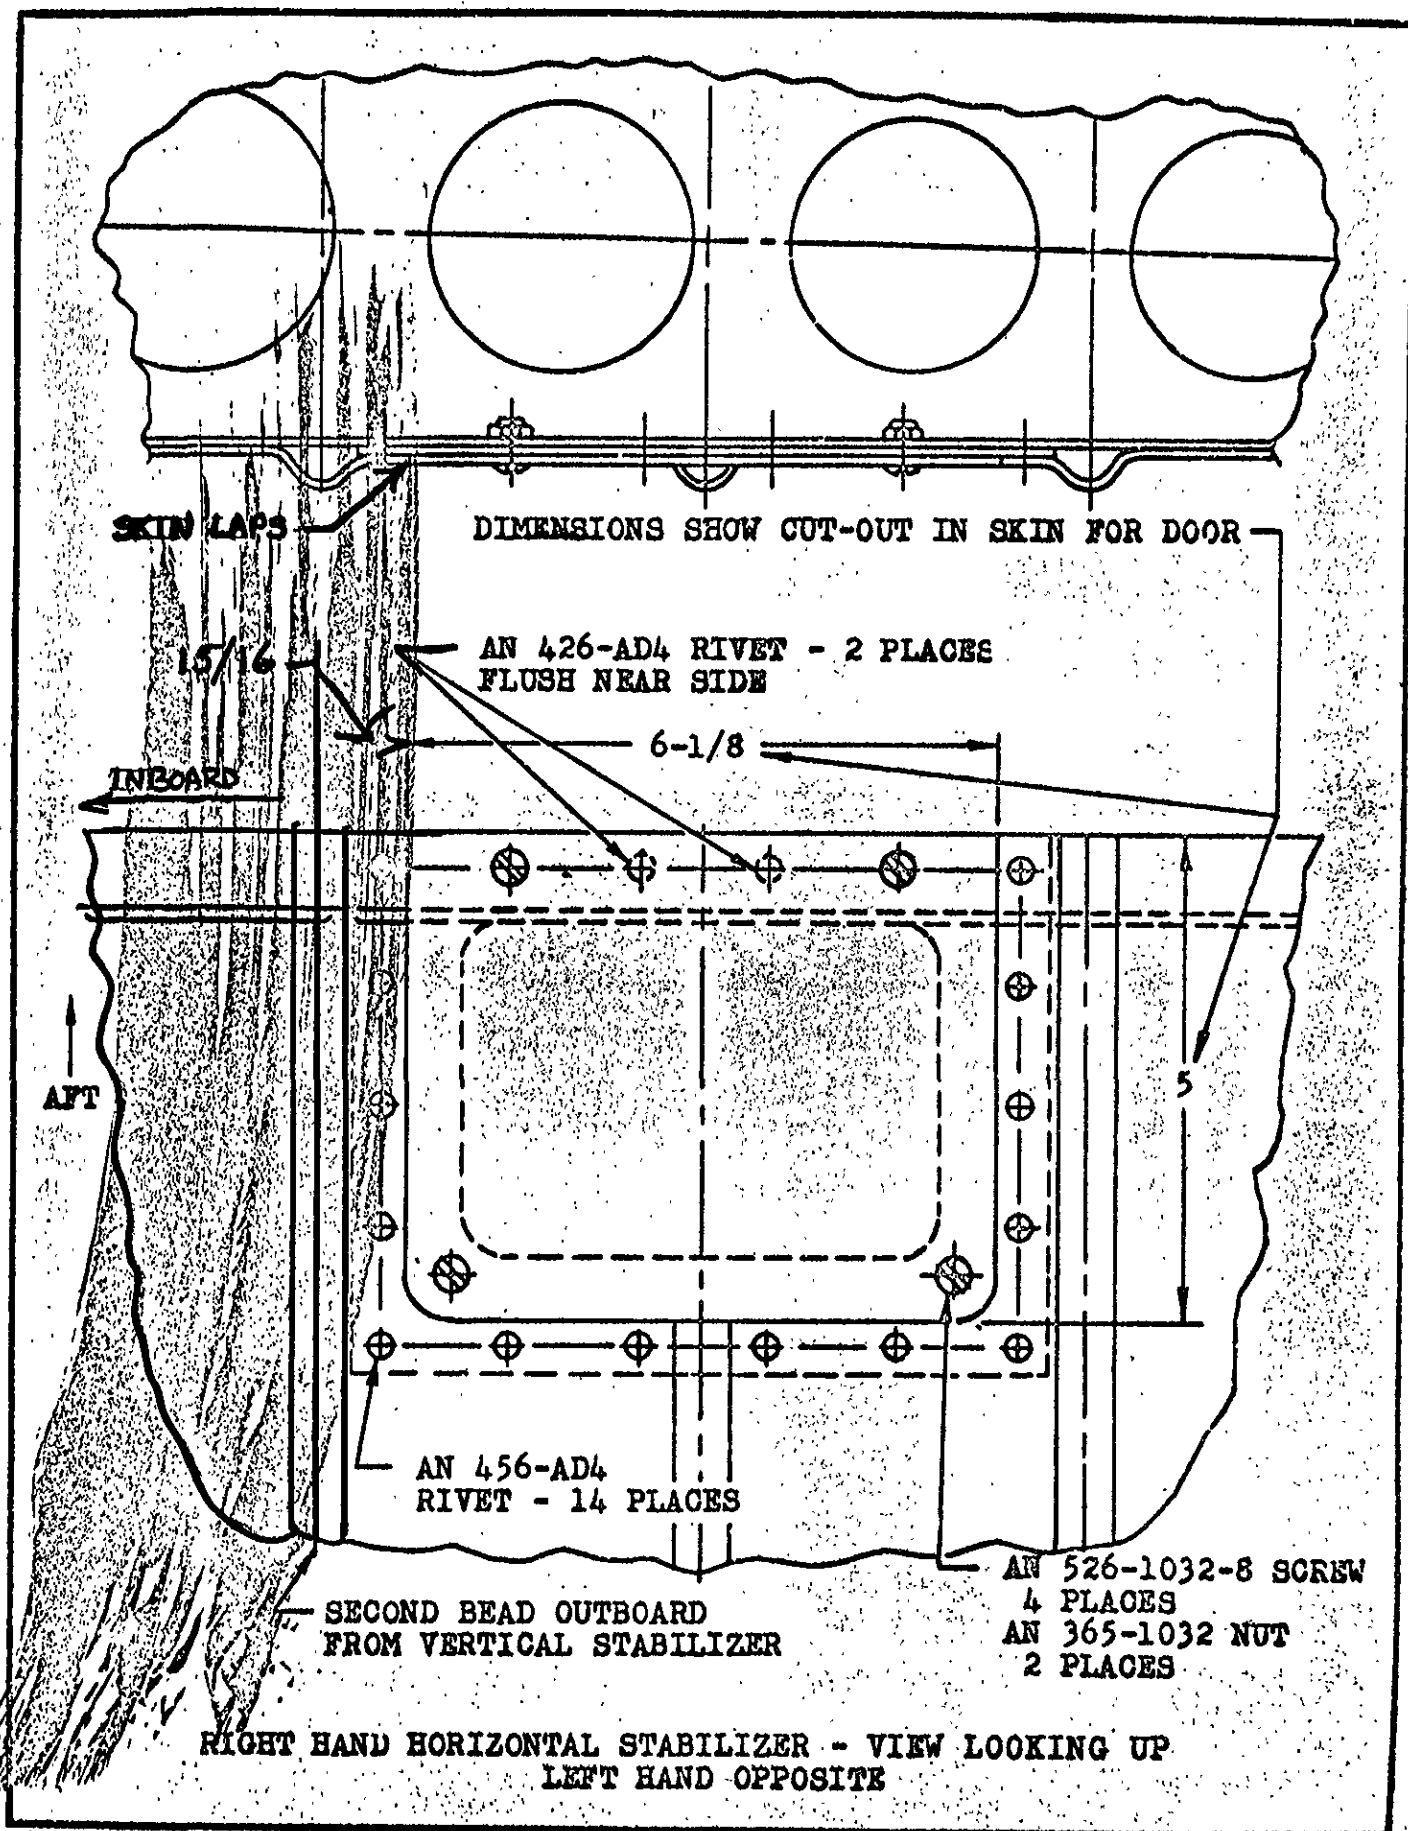 SKIN LAPS
DIMENSIONS SHOW CUT-OUT IN SKIN FOR DOOR
15/16
AN 426-AD4 RIVET - 2 PLACES
FLUSH NEAR SIDE
6-1/8
INBOARD
AFT
5
AN 456-AD4
RIVET - 14 PLACES
AN 526-1032-8 SCREW
4 PLACES
AN 365-1032 NUT
2 PLACES
SECOND BEAD OUTBOARD
FROM VERTICAL STABILIZER
RIGHT HAND HORIZONTAL STABILIZER - VIEW LOOKING UP
LEFT HAND OPPOSITE